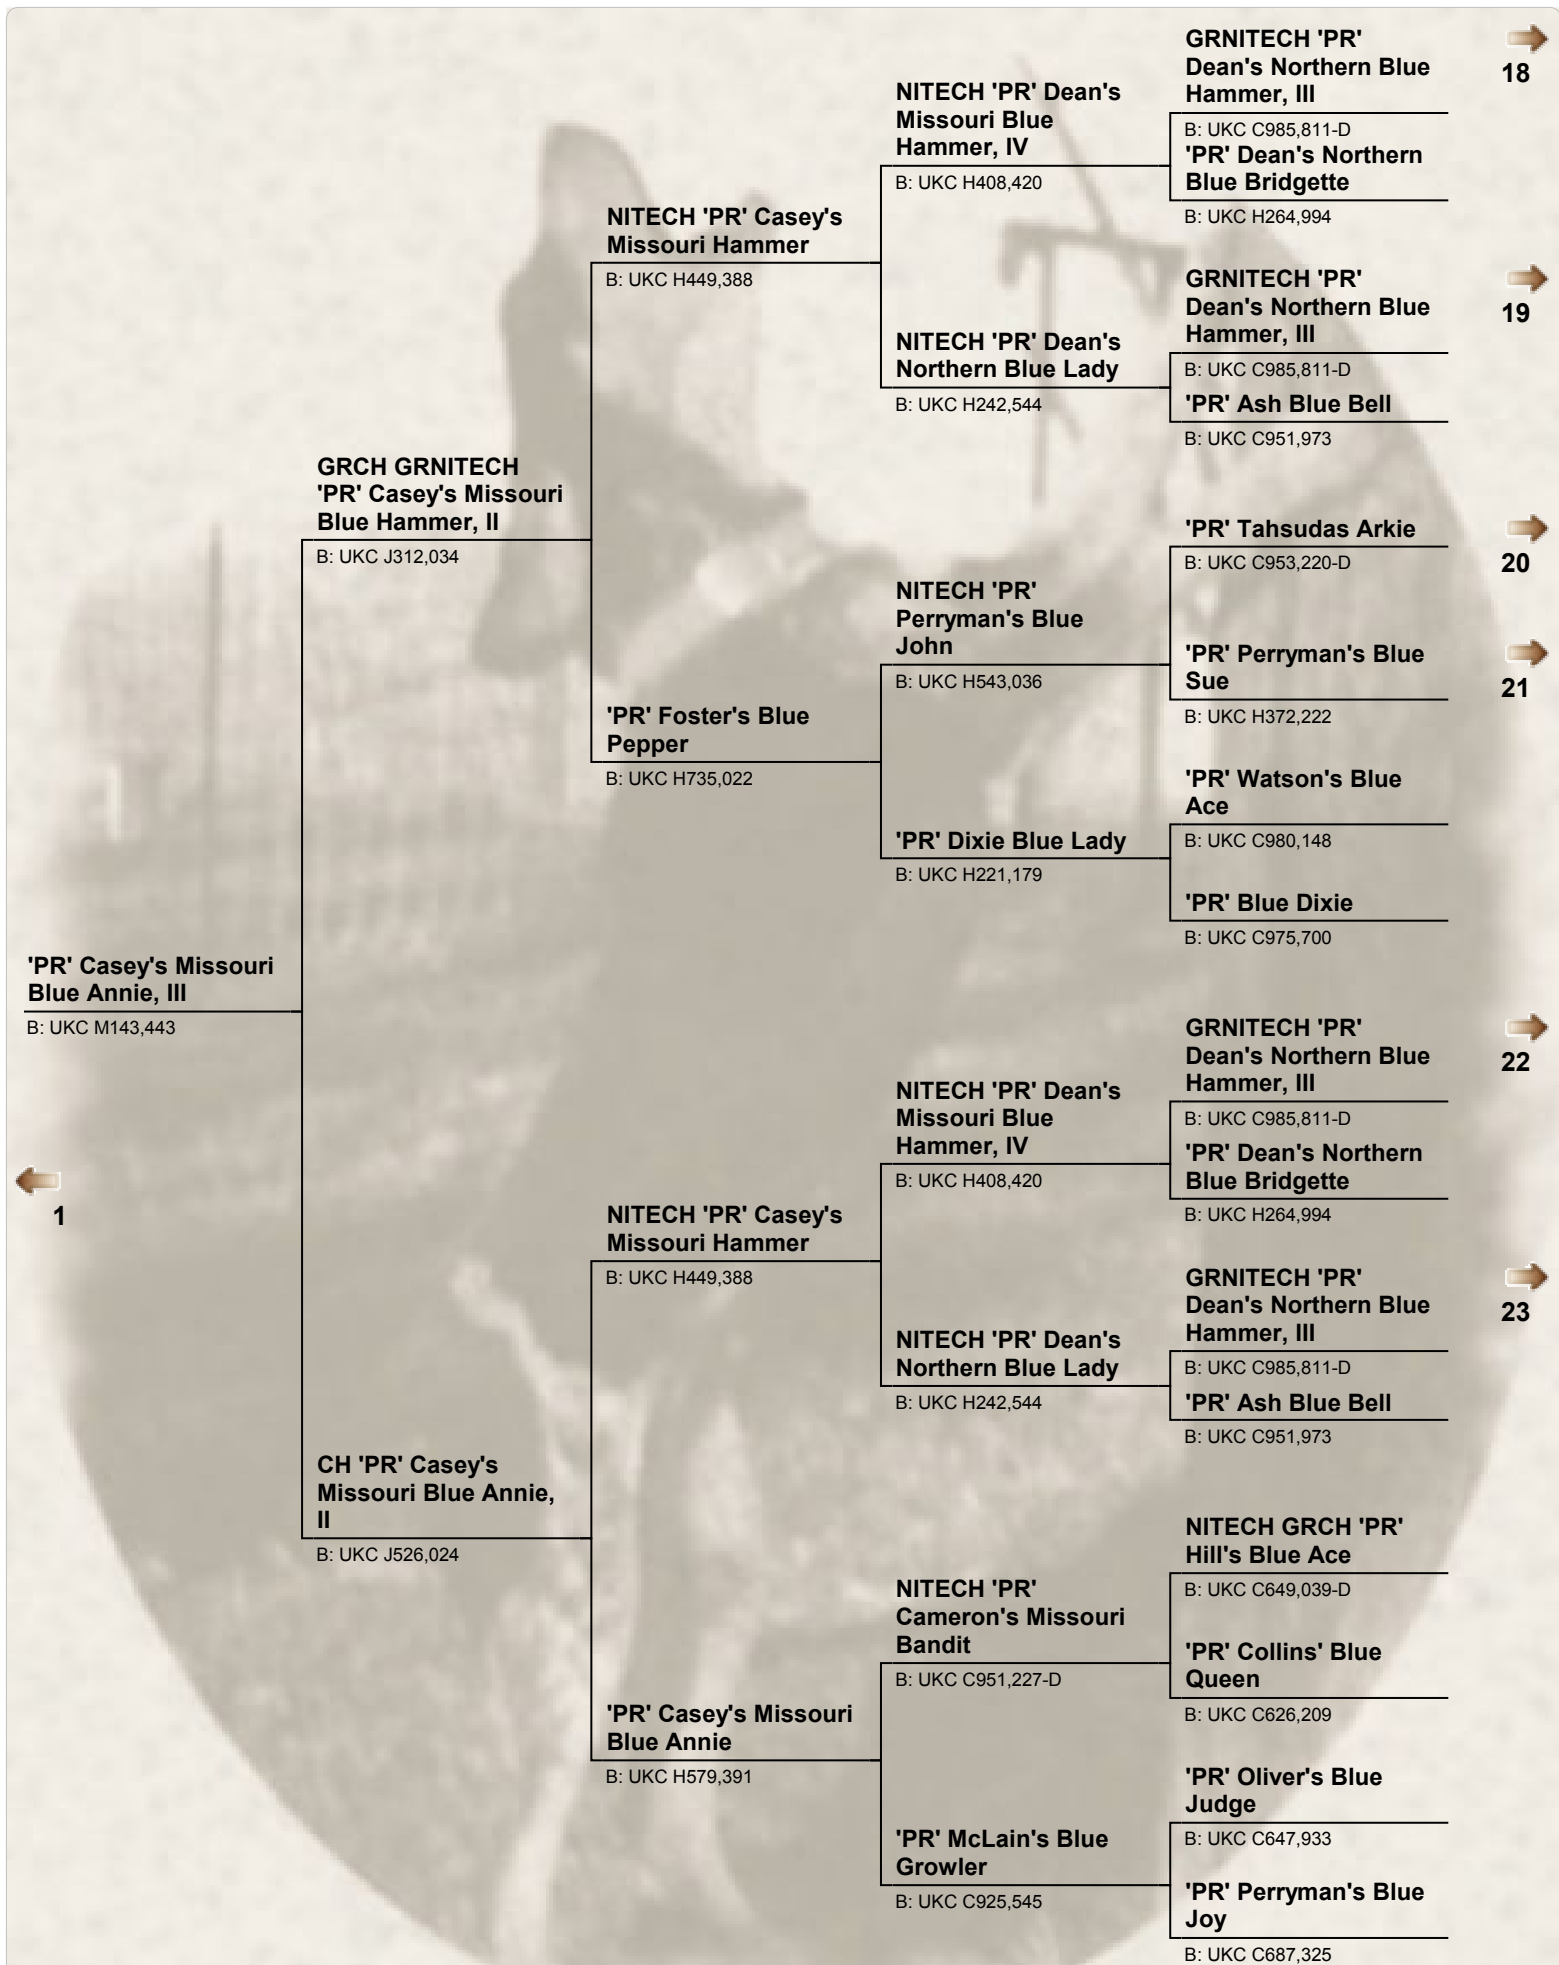 'PR' Casey's Missouri
Blue Annie, III
B: UKC M143,443
1
GRCH GRNITECH
'PR' Casey's Missouri
Blue Hammer, II
B: UKC J312,034
CH 'PR' Casey's
Missouri Blue Annie,
II
B: UKC J526,024
NITECH 'PR' Casey's
Missouri Hammer
B: UKC H449,388
'PR' Foster's Blue
Pepper
B: UKC H735,022
NITECH 'PR' Casey's
Missouri Hammer
B: UKC H449,388
'PR' Casey's Missouri
Blue Annie
B: UKC H579,391
NITECH 'PR' Dean's
Missouri Blue
Hammer, IV
B: UKC H408,420
NITECH 'PR' Dean's
Northern Blue Lady
B: UKC H242,544
NITECH 'PR'
Perryman's Blue
John
B: UKC H543,036
'PR' Dixie Blue Lady
B: UKC H221,179
NITECH 'PR' Dean's
Missouri Blue
Hammer, IV
B: UKC H408,420
NITECH 'PR' Dean's
Northern Blue Lady
B: UKC H242,544
NITECH 'PR'
Cameron's Missouri
Bandit
B: UKC C951,227-D
'PR' McLain's Blue
Growler
B: UKC C925,545
GRNITECH 'PR'
Dean's Northern Blue
Hammer, III
B: UKC C985,811-D
'PR' Dean's Northern
Blue Bridgette
B: UKC H264,994
GRNITECH 'PR'
Dean's Northern Blue
Hammer, III
B: UKC C985,811-D
'PR' Ash Blue Bell
B: UKC C951,973
'PR' Tahsudas Arkie
B: UKC C953,220-D
'PR' Perryman's Blue
Sue
B: UKC H372,222
'PR' Watson's Blue
Ace
B: UKC C980,148
'PR' Blue Dixie
B: UKC C975,700
GRNITECH 'PR'
Dean's Northern Blue
Hammer, III
B: UKC C985,811-D
'PR' Dean's Northern
Blue Bridgette
B: UKC H264,994
GRNITECH 'PR'
Dean's Northern Blue
Hammer, III
B: UKC C985,811-D
'PR' Ash Blue Bell
B: UKC C951,973
NITECH GRCH 'PR'
Hill's Blue Ace
B: UKC C649,039-D
'PR' Collins' Blue
Queen
B: UKC C626,209
'PR' Oliver's Blue
Judge
B: UKC C647,933
'PR' Perryman's Blue
Joy
B: UKC C687,325
18
19
20
21
22
23